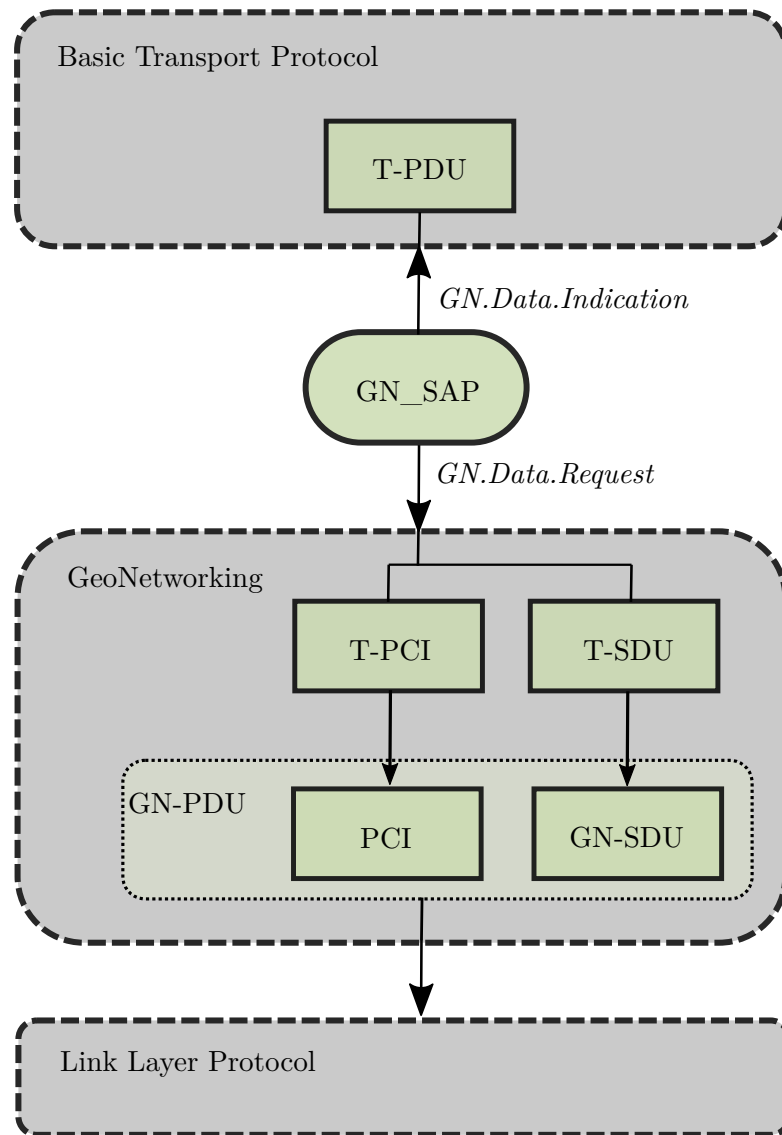 Basic Transport Protocol
T-PDU
GN.Data.Indication
GN_SAP
GN.Data.Request
GeoNetworking
T-PCI
T-SDU
GN-PDU
PCI
GN-SDU
Link Layer Protocol